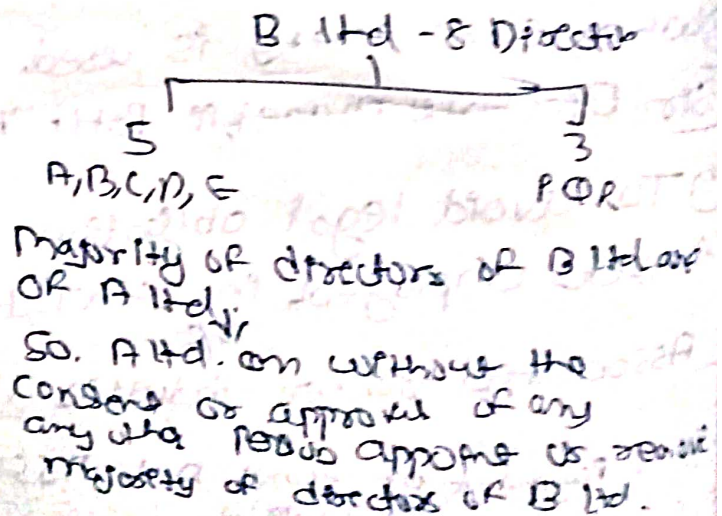 B. ltd - 8 Director
5 3
A, B, C, D, E P Q R
Majority of directors of B ltd are
of A ltd
So. A ltd. can without the
consent or approval of any
any other person appoint or remove
majority of directors of B ltd.